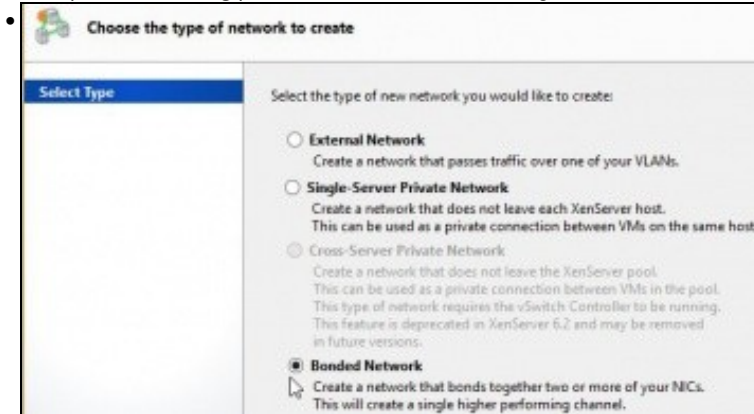 Choose the type of network to create
Select Type
Select the type of new network you would like to create:
External Network
Create a network that passes traffic over one of your VLANs.
Single-Server Private Network
Create a network that does not leave each XenServer host.
This can be used as a private connection between VMs on the same host
Cross-Server Private Network
Create a network that does not leave the XenServer pool.
This can be used as a private connection between VMs in the pool.
This type of network requires the vSwitch Controller to be running.
This feature is deprecated in XenServer 6.2 and may be removed
in future versions.
Bonded Network
Create a network that bonds together two or more of your NICs.
This will create a single higher performing channel.